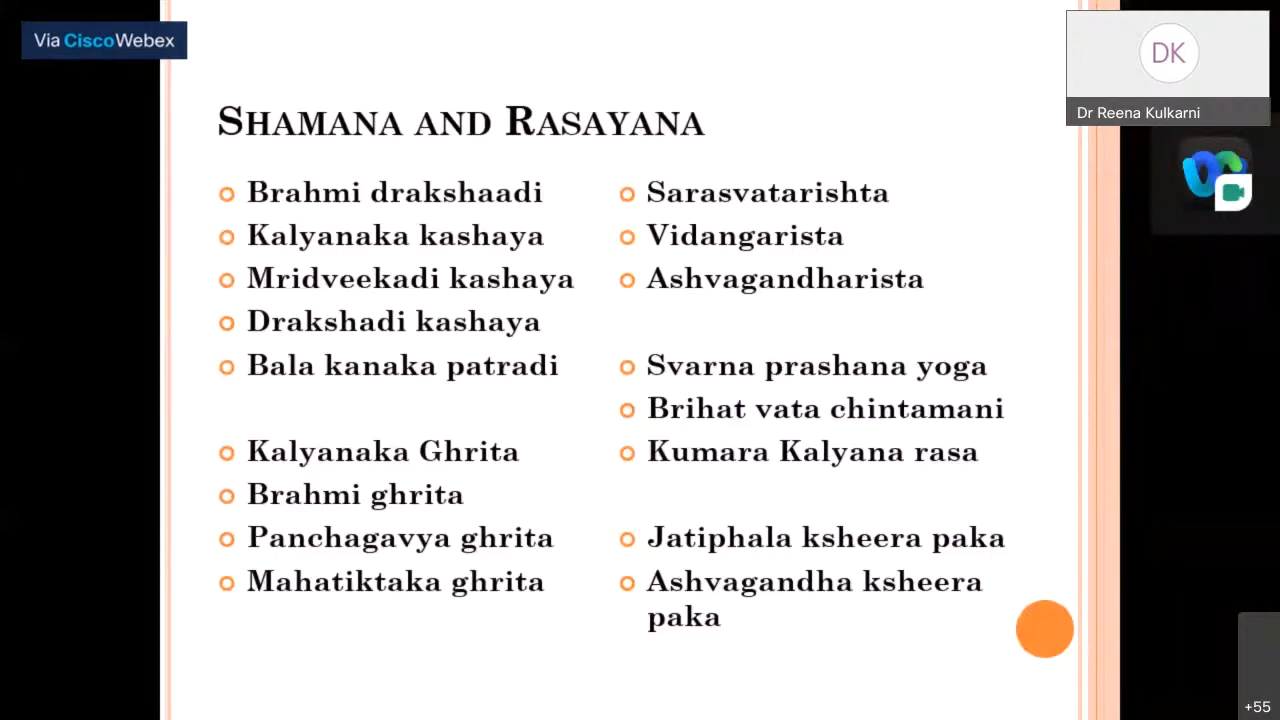 Via CiscoWebex
DK
Dr Reena Kulkarni
SHAMANA AND RASAYANA
Brahmi drakshaadi
Kalyanaka kashaya
Mridveekadi kashaya
Drakshadi kashaya
Bala kanaka patradi
Kalyanaka Ghrita
Brahmi ghrita
Panchagavya ghrita
Mahatiktaka ghrita
Sarasvatarishta
Vidangarista
Ashvagandharista
Svarna prashana yoga
Brihat vata chintamani
Kumara Kalyana rasa
Jatiphala ksheera paka
Ashvagandha ksheera
paka
+55